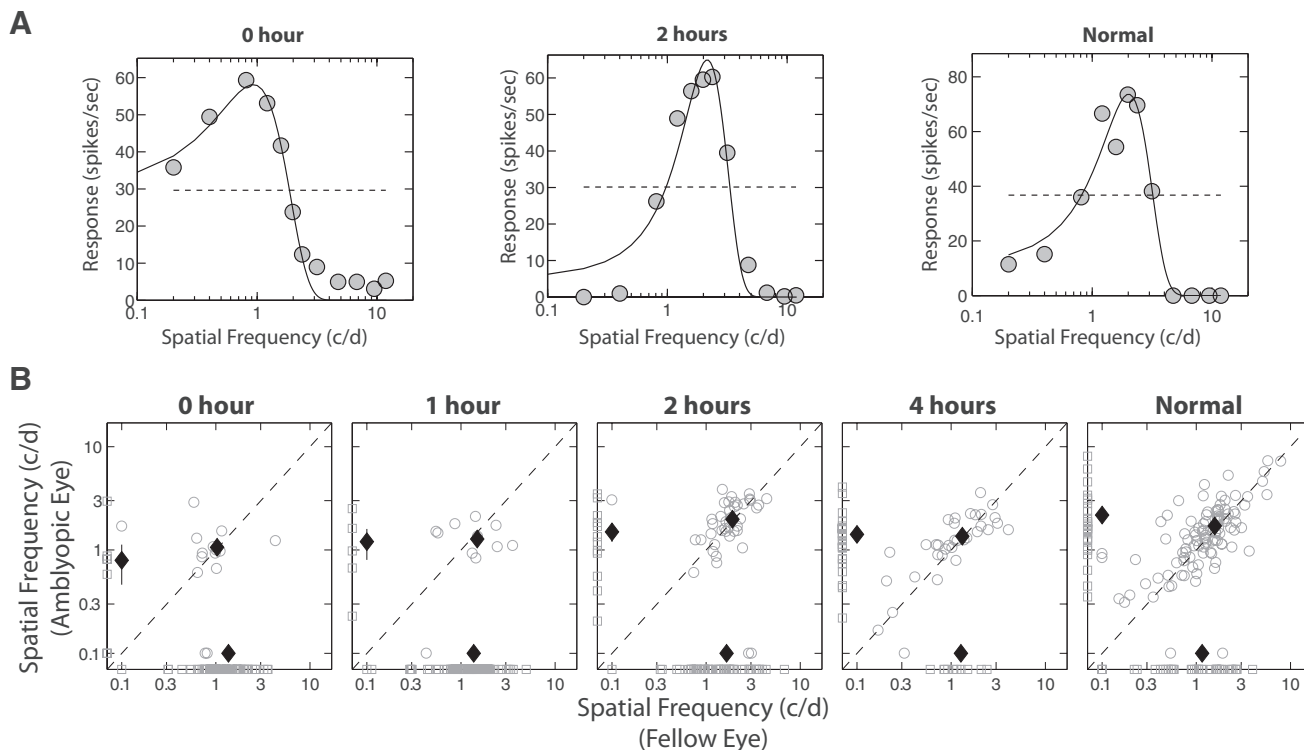 A
0 hour
2 hours
Normal
Response (spikes/sec)
60
50
40
30
20
10
0
0.1
1
10
Spatial Frequency (c/d)
Response (spikes/sec)
60
50
40
30
20
10
0
0.1
1
10
Spatial Frequency (c/d)
Response (spikes/sec)
80
60
40
20
0
0.1
1
10
Spatial Frequency (c/d)
B
0 hour
1 hour
2 hours
4 hours
Normal
Spatial Frequency (c/d)
(Amblyopic Eye)
10
3
1
0.3
0.1
0.1
0.3
1
3
10
0.1
0.3
1
3
10
0.1
0.3
1
3
10
0.1
0.3
1
3
10
0.1
0.3
1
3
10
Spatial Frequency (c/d)
(Fellow Eye)